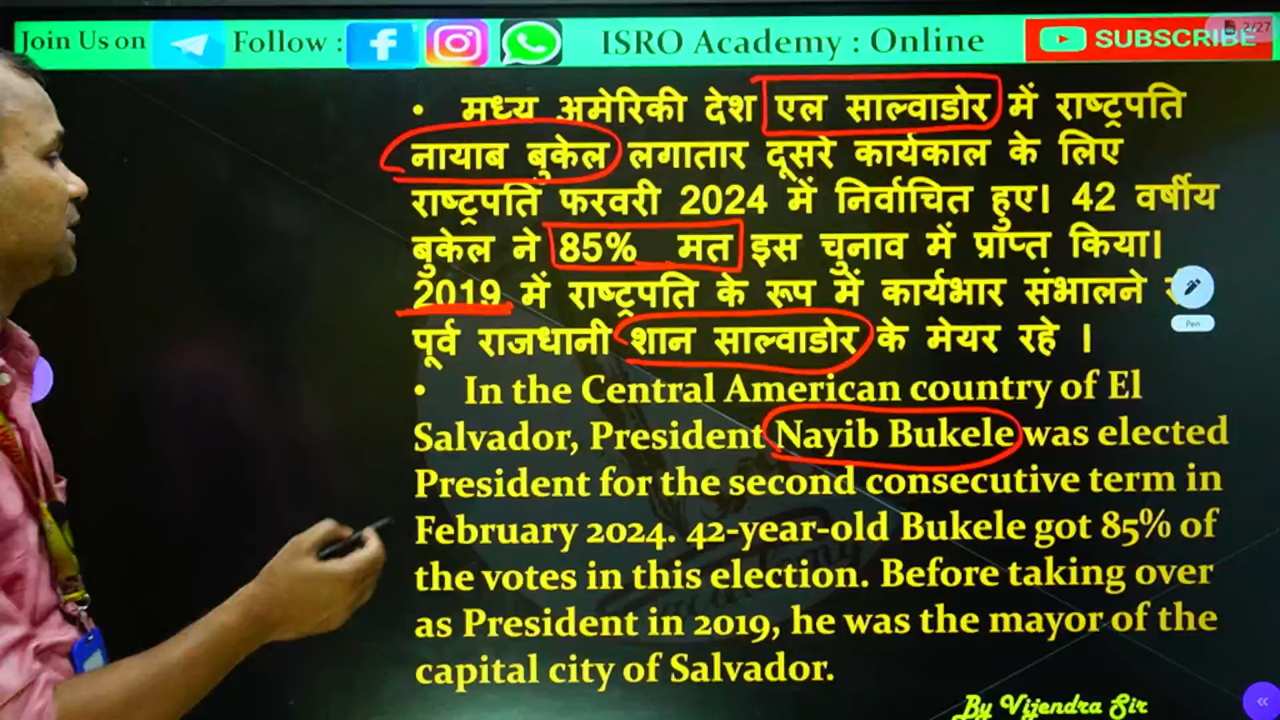 Join Us on Follow : ISRO Academy : Online SUBSCRIBE 2/27
• मध्य अमेरिकी देश एल साल्वाडोर में राष्ट्रपति
नायाब बुकेल लगातार दूसरे कार्यकाल के लिए
राष्ट्रपति फरवरी 2024 में निर्वाचित हुए। 42 वर्षीय
बुकेल ने 85% मत इस चुनाव में प्राप्त किया।
2019 में राष्ट्रपति के रूप में कार्यभार संभालने
Pen
पूर्व राजधानी शान साल्वाडोर के मेयर रहे ।
• In the Central American country of El
Salvador, President Nayib Bukele was elected
President for the second consecutive term in
February 2024. 42-year-old Bukele got 85% of
the votes in this election. Before taking over
as President in 2019, he was the mayor of the
capital city of Salvador.
By Vijendra Sir